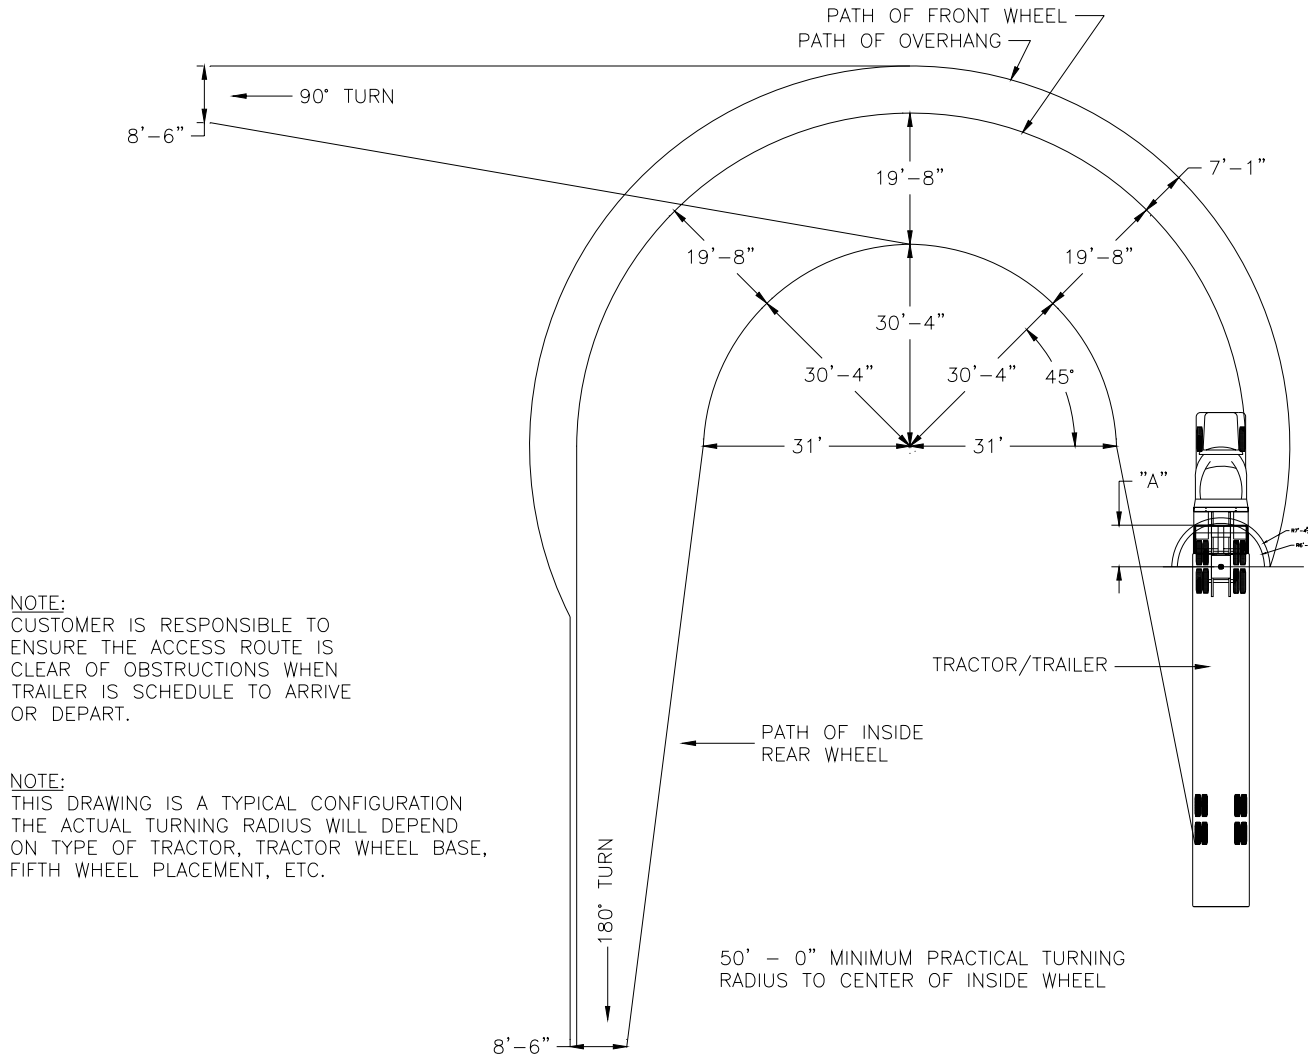 PATH OF FRONT WHEEL
PATH OF OVERHANG
90° TURN
8'-6"
7'-1"
19'-8"
19'-8"
19'-8"
30'-4"
30'-4"
30'-4"
45°
31'
31'
"A"
R7'-4
R6'-
NOTE:
CUSTOMER IS RESPONSIBLE TO
ENSURE THE ACCESS ROUTE IS
CLEAR OF OBSTRUCTIONS WHEN
TRAILER IS SCHEDULE TO ARRIVE
OR DEPART.
TRACTOR/TRAILER
PATH OF INSIDE
REAR WHEEL
NOTE:
THIS DRAWING IS A TYPICAL CONFIGURATION
THE ACTUAL TURNING RADIUS WILL DEPEND
ON TYPE OF TRACTOR, TRACTOR WHEEL BASE,
FIFTH WHEEL PLACEMENT, ETC.
180° TURN
50' - 0" MINIMUM PRACTICAL TURNING
RADIUS TO CENTER OF INSIDE WHEEL
8'-6"